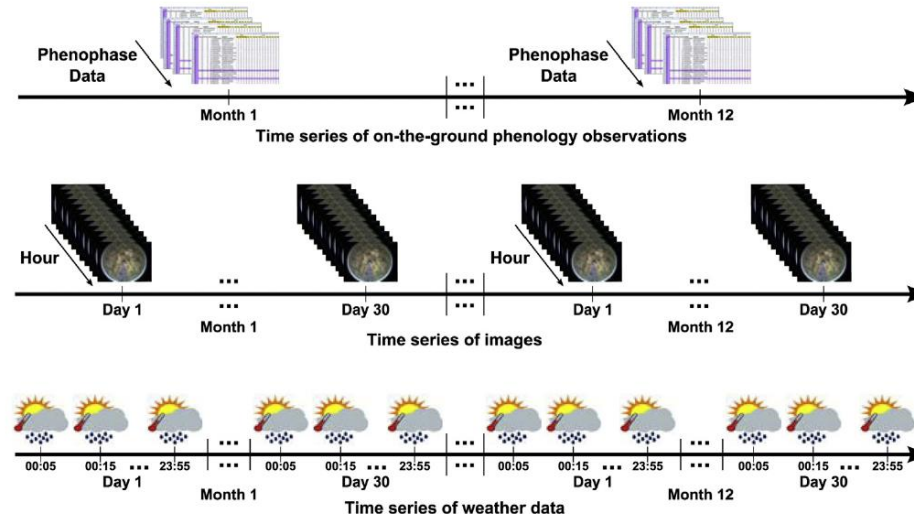 Phenophase
Data
Phenophase
Data
...
...
Month 1
Month 12
Time series of on-the-ground phenology observations
Hour
Hour
...
...
...
...
...
...
Day 1
Day 30
Day 1
Day 30
Month 1
Month 12
Time series of images
...
...
...
00:05
00:15
...
23:55
...
00:05
00:15
...
23:55
...
00:05
00:15
...
23:55
...
00:05
00:15
...
23:55
Day 1
Day 30
Day 1
Day 30
Month 1
Month 12
Time series of weather data